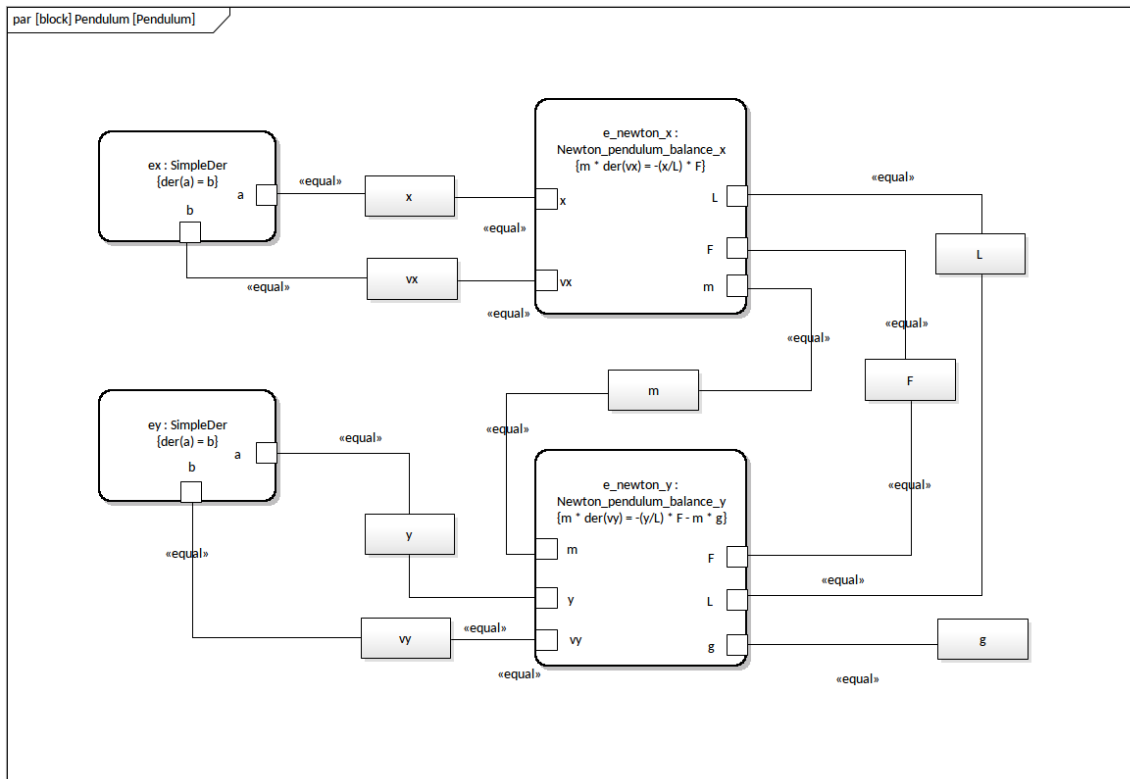 par [block] Pendulum [Pendulum]
ex : SimpleDer
{der(a) = b}
a
b
«equal»
x
«equal»
x
«equal»
vx
«equal»
vx
e_newton_x :
Newton_pendulum_balance_x
{m * der(vx) = -(x/L) * F}
L
F
m
«equal»
L
«equal»
F
«equal»
m
«equal»
ey : SimpleDer
{der(a) = b}
a
b
«equal»
y
«equal»
vy
«equal»
«equal»
e_newton_y :
Newton_pendulum_balance_y
{m * der(vy) = -(y/L) * F - m * g}
m
y
vy
F
L
g
«equal»
«equal»
g
«equal»